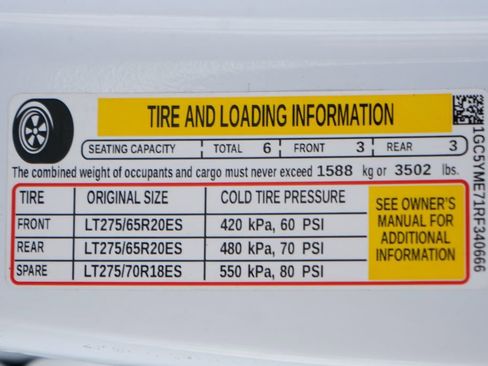 TIRE AND LOADING INFORMATION
SEATING CAPACITY TOTAL 6 FRONT 3 REAR 3
The combined weight of occupants and cargo must never exceed 1588 kg or 3502 lbs.
TIRE ORIGINAL SIZE COLD TIRE PRESSURE
FRONT LT275/65R20ES 420 kPa, 60 PSI
REAR LT275/65R20ES 480 kPa, 70 PSI
SPARE LT275/70R18ES 550 kPa, 80 PSI
SEE OWNER'S
MANUAL FOR
ADDITIONAL
INFORMATION
1GC5YME71RF340666